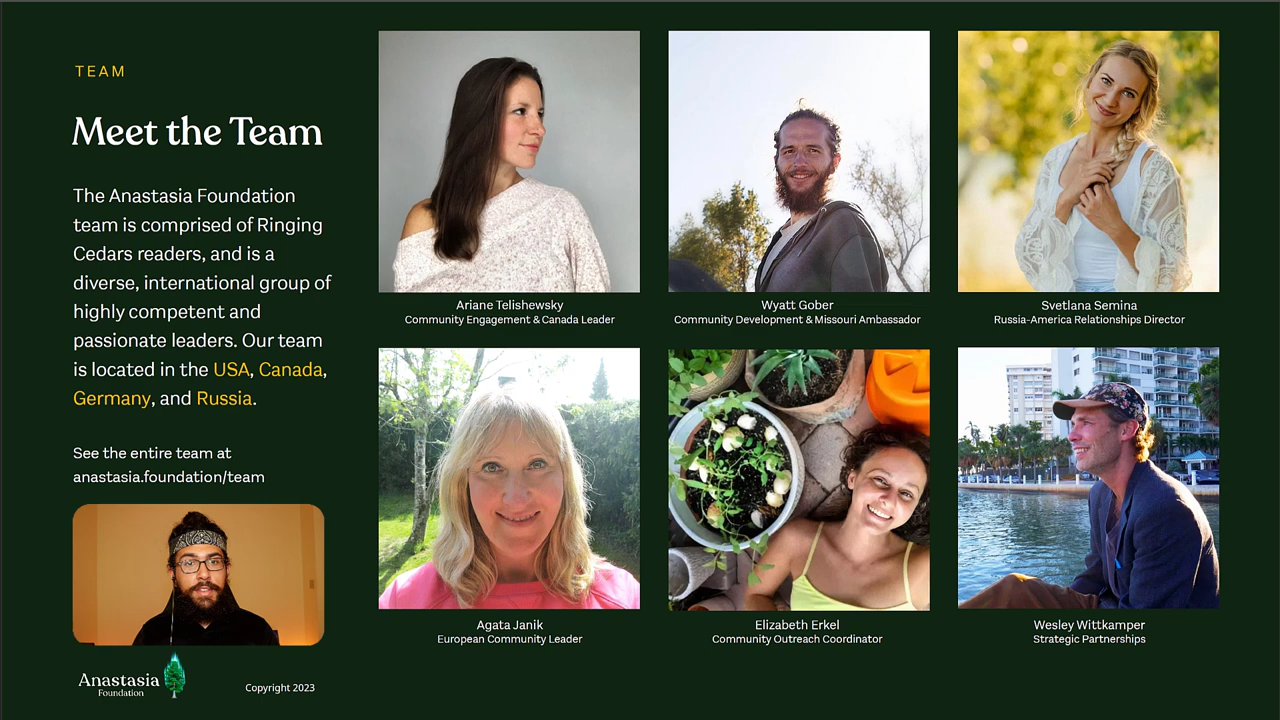 TEAM
Meet the Team
The Anastasia Foundation
team is comprised of Ringing
Cedars readers, and is a
diverse, international group of
highly competent and
passionate leaders. Our team
is located in the USA, Canada,
Germany, and Russia.
See the entire team at
anastasia.foundation/team
Anastasia
Foundation
Copyright 2023
Ariane Telishewsky
Community Engagement & Canada Leader
Wyatt Gober
Community Development & Missouri Ambassador
Svetlana Semina
Russia-America Relationships Director
Agata Janik
European Community Leader
Elizabeth Erkel
Community Outreach Coordinator
Wesley Wittkamper
Strategic Partnerships